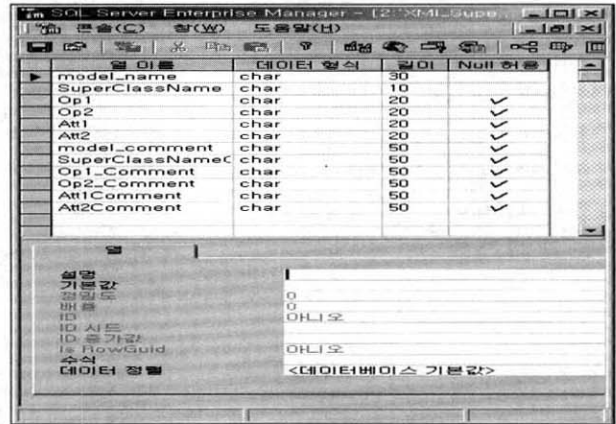 SQL Server Enterprise Manager - [2:'XMI_Supe...
콘솔(C) 창(W) 도움말(H)
열 이름 데이터 형식 길이 Null 허용
model_name char 30
SuperClassName char 10
Op1 char 20 ✓
Op2 char 20 ✓
Att1 char 20 ✓
Att2 char 20 ✓
model_comment char 50 ✓
SuperClassNameC char 50 ✓
Op1_Comment char 50 ✓
Op2_Comment char 50 ✓
Att1Comment char 50 ✓
Att2Comment char 50 ✓
열
설명
기본값
정밀도 0
배율 0
ID 아니오
ID 시드
ID 증가값
Is RowGuid 아니오
수식
데이터 정렬 <데이터베이스 기본값>